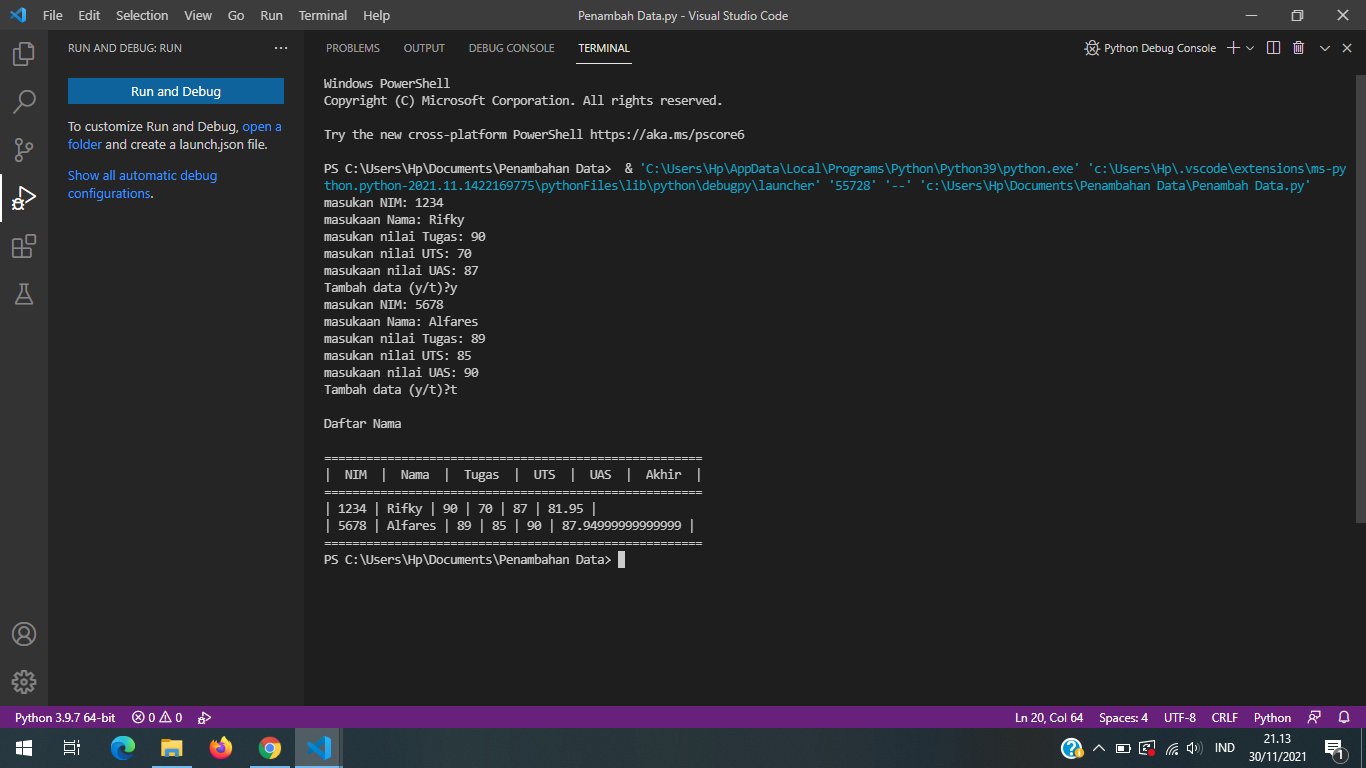 File Edit Selection View Go Run Terminal Help
Penambah Data.py - Visual Studio Code
RUN AND DEBUG: RUN
Run and Debug
To customize Run and Debug, open a
folder and create a launch.json file.
Show all automatic debug
configurations.
PROBLEMS OUTPUT DEBUG CONSOLE TERMINAL
Python Debug Console
Windows PowerShell
Copyright (C) Microsoft Corporation. All rights reserved.
Try the new cross-platform PowerShell https://aka.ms/pscore6
PS C:\Users\Hp\Documents\Penambahan Data>  & 'C:\Users\Hp\AppData\Local\Programs\Python\Python39\python.exe' 'c:\Users\Hp\.vscode\extensions\ms-py
thon.python-2021.11.1422169775\pythonFiles\lib\python\debugpy\launcher' '55728' '--' 'c:\Users\Hp\Documents\Penambahan Data\Penambah Data.py'
masukan NIM: 1234
masukaan Nama: Rifky
masukan nilai Tugas: 90
masukan nilai UTS: 70
masukaan nilai UAS: 87
Tambah data (y/t)?y
masukan NIM: 5678
masukaan Nama: Alfares
masukan nilai Tugas: 89
masukan nilai UTS: 85
masukaan nilai UAS: 90
Tambah data (y/t)?t
Daftar Nama
======================================================
|  NIM  |  Nama  |  Tugas  |  UTS  |  UAS  |  Akhir  |
======================================================
| 1234 | Rifky | 90 | 70 | 87 | 81.95 |
| 5678 | Alfares | 89 | 85 | 90 | 87.94999999999999 |
======================================================
PS C:\Users\Hp\Documents\Penambahan Data>
Python 3.9.7 64-bit 0 0
Ln 20, Col 64 Spaces: 4 UTF-8 CRLF Python
IND
21.13
30/11/2021
1